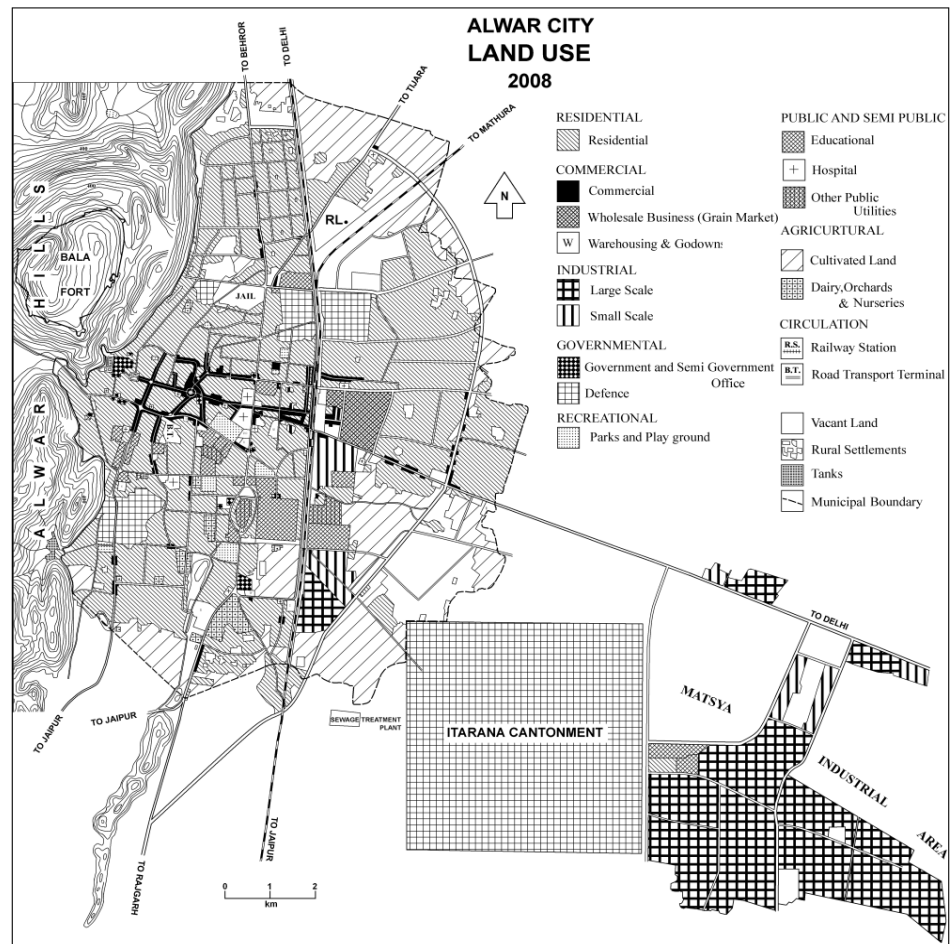 ALWAR CITY
LAND USE
2008
TO BEHROR
TO DELHI
TO TIJARA
TO MATHURA
N
RESIDENTIAL
Residential
COMMERCIAL
Commercial
Wholesale Business (Grain Market)
W
Warehousing & Godowns
INDUSTRIAL
Large Scale
Small Scale
GOVERNMENTAL
Government and Semi Government
Office
Defence
RECREATIONAL
Parks and Play ground
PUBLIC AND SEMI PUBLIC
Educational
Hospital
Other Public
Utilities
AGRICURTURAL
Cultivated Land
Dairy,Orchards
& Nurseries
CIRCULATION
R.S.
Railway Station
B.T.
Road Transport Terminal
Vacant Land
Rural Settlements
Tanks
Municipal Boundary
ALWAR HILLS
BALA
FORT
RL.
JAIL
B.T.
TO DELHI
MATSYA
INDUSTRIAL
AREA
ITARANA CANTONMENT
SEWAGE TREATMENT
PLANT
TO JAIPUR
TO JAIPUR
TO RAJGARH
TO JAIPUR
0 1 2
km